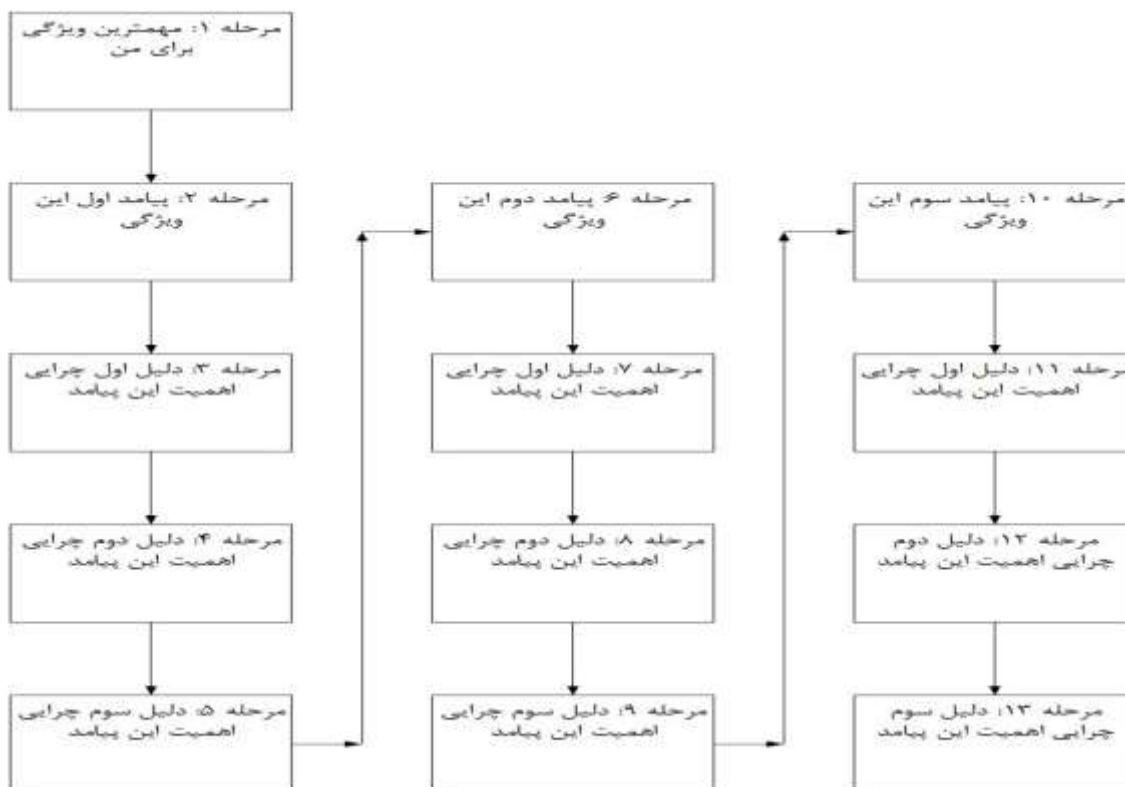 مرحله ۱: مهمترین ویژگی
برای من
مرحله ۲: پیامد اول این
ویژگی
مرحله ۳: دلیل اول چرایی
اهمیت این پیامد
مرحله ۴: دلیل دوم چرایی
اهمیت این پیامد
مرحله ۵: دلیل سوم چرایی
اهمیت این پیامد
مرحله ۶ پیامد دوم این
ویژگی
مرحله ۷: دلیل اول چرایی
اهمیت این پیامد
مرحله ۸: دلیل دوم چرایی
اهمیت این پیامد
مرحله ۹: دلیل سوم چرایی
اهمیت این پیامد
مرحله ۱۰: پیامد سوم این
ویژگی
مرحله ۱۱: دلیل اول چرایی
اهمیت این پیامد
مرحله ۱۲: دلیل دوم
چرایی اهمیت این پیامد
مرحله ۱۳: دلیل سوم
چرایی اهمیت این پیامد